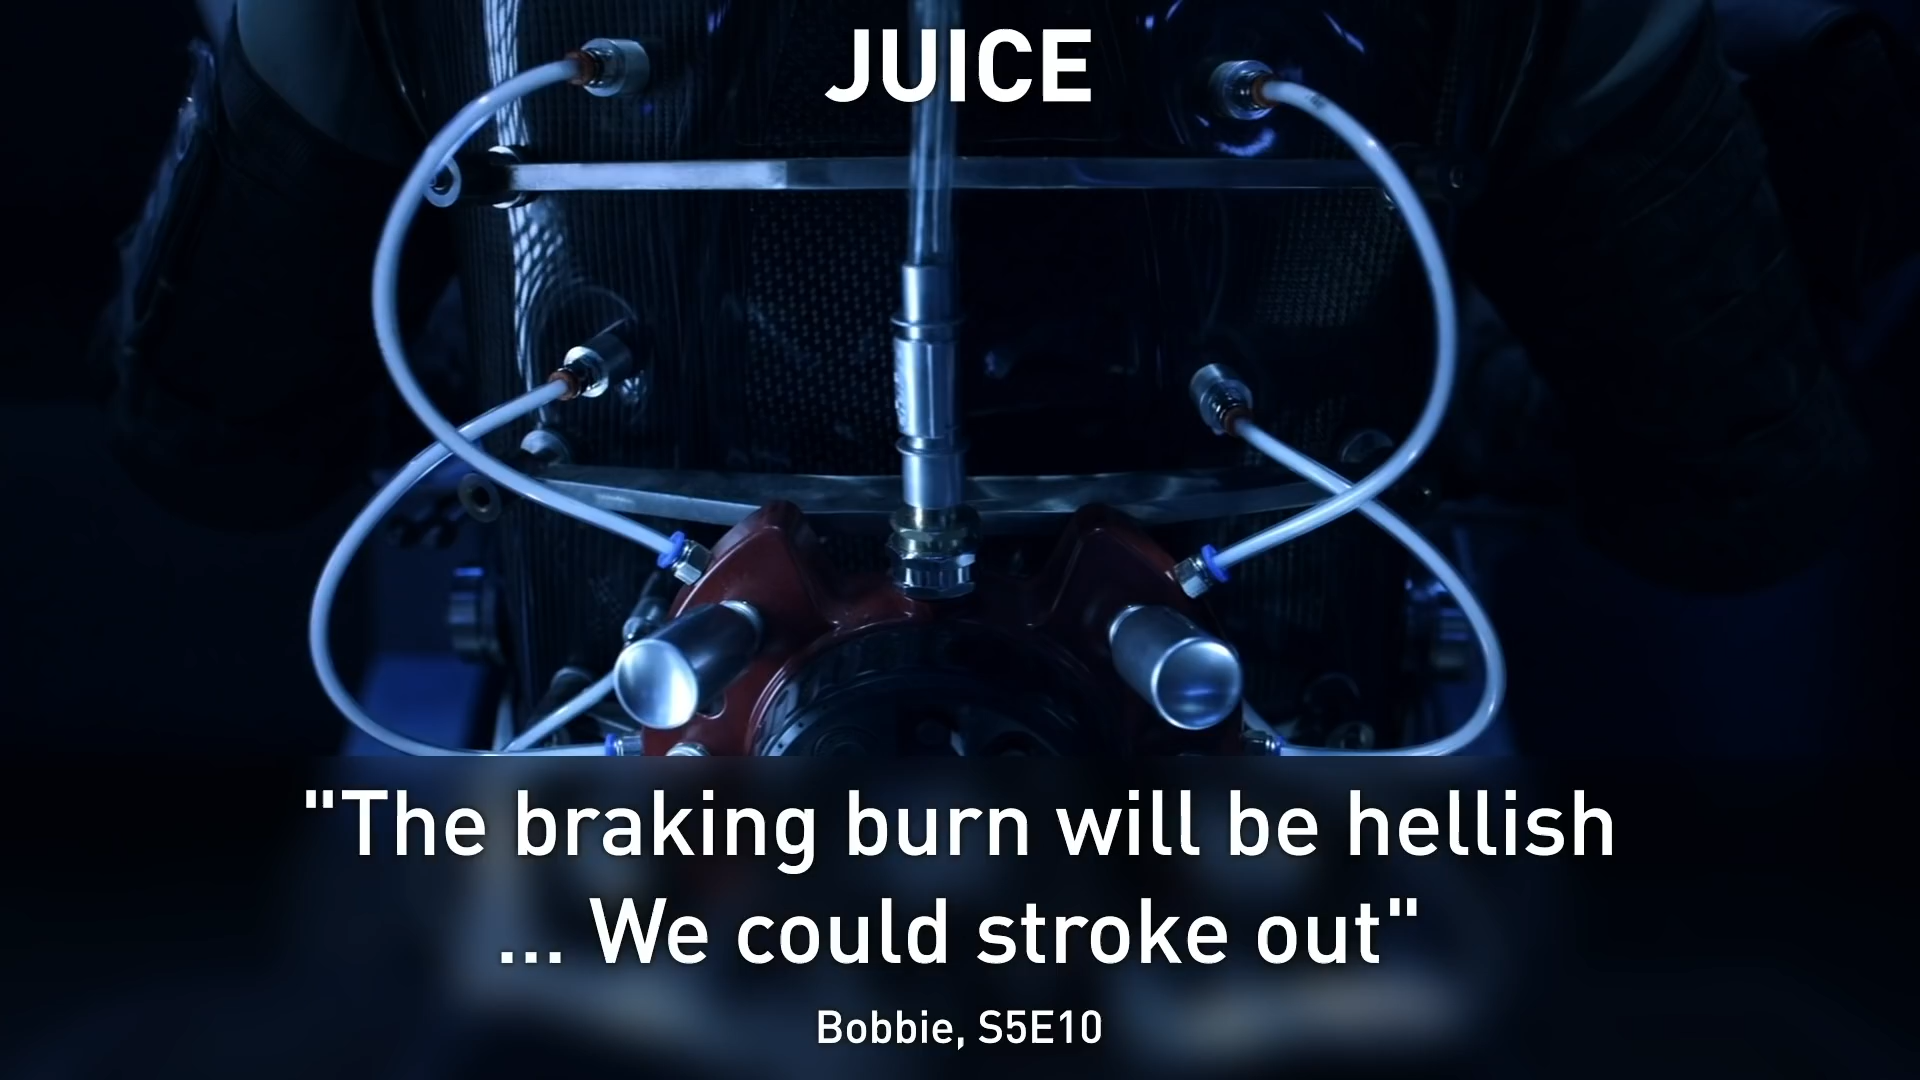 JUICE
"The braking burn will be hellish
... We could stroke out"
Bobbie, S5E10